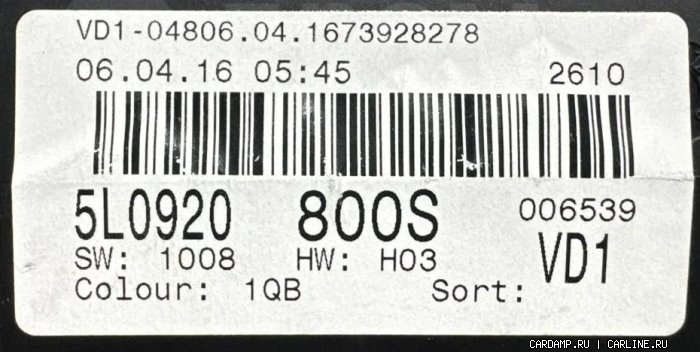 VD1-04806.04.1673928278
06.04.16 05:45 2610
5L0920 800S 006539
SW: 1008 HW: H03 VD1
Colour: 1QB Sort:
CARDAMP.RU | CARLINE.RU